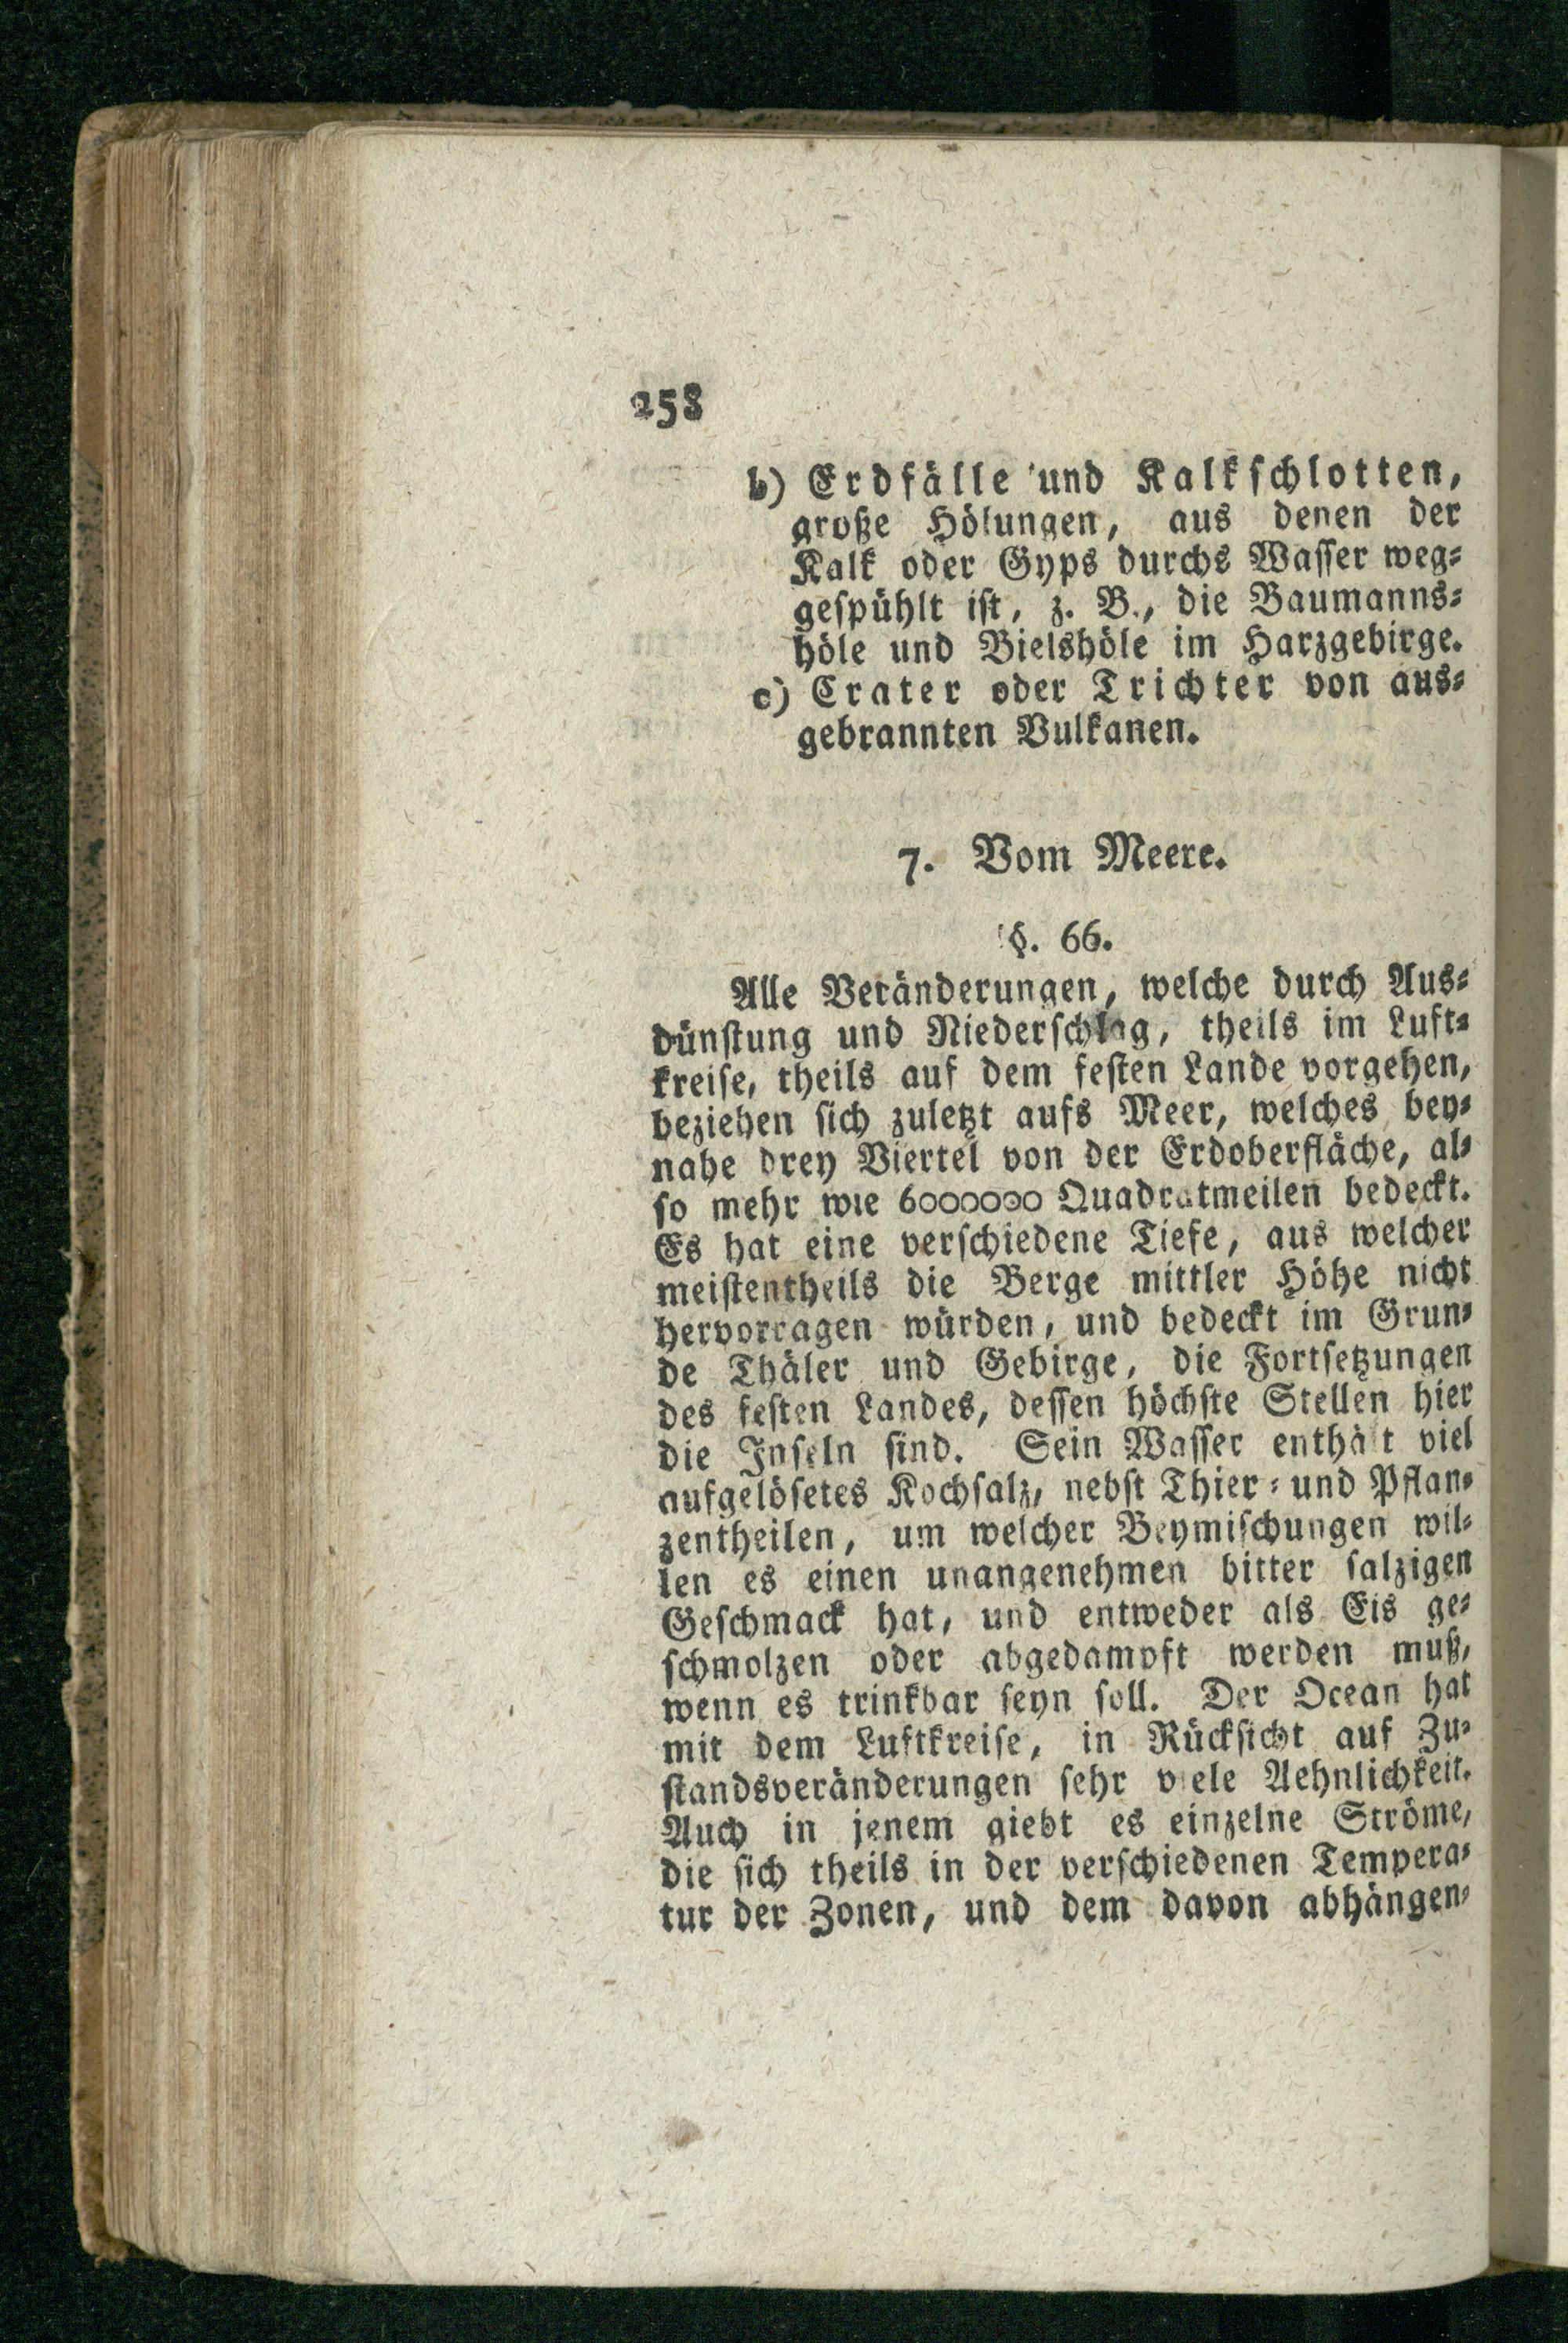 258
b) Erdfälle und Kalkschlotten,
große Hölungen, aus denen der
Kalk oder Gyps durchs Wasser weg-
gespühlt ist, z. B., die Baumanns-
höle und Bielshöle im Harzgebirge.
c) Crater oder Trichter von aus-
gebrannten Vulkanen.
7. Vom Meere.
§. 66.
Alle Veränderungen, welche durch Aus-
dünstung und Niederschlag, theils im Luft-
kreise, theils auf dem festen Lande vorgehen,
beziehen sich zuletzt aufs Meer, welches bey-
nahe drey Viertel von der Erdoberfläche, al-
so mehr wie 6000000 Quadratmeilen bedeckt.
Es hat eine verschiedene Tiefe, aus welcher
meistentheils die Berge mittler Höhe nicht
hervorragen würden, und bedeckt im Grun-
de Thäler und Gebirge, die Fortsetzungen
des festen Landes, dessen höchste Stellen hier
die Inseln sind. Sein Wasser enthält viel
aufgelösetes Kochsalz, nebst Thier- und Pflan-
zentheilen, um welcher Beymischungen wil-
len es einen unangenehmen bitter salzigen
Geschmack hat, und entweder als Eis ge-
schmolzen oder abgedampft werden muß,
wenn es trinkbar seyn soll. Der Ocean hat
mit dem Luftkreise, in Rücksicht auf Zu-
standsveränderungen sehr viele Aehnlichkeit.
Auch in jenem giebt es einzelne Ströme,
die sich theils in der verschiedenen Tempera-
tur der Zonen, und dem davon abhängen-